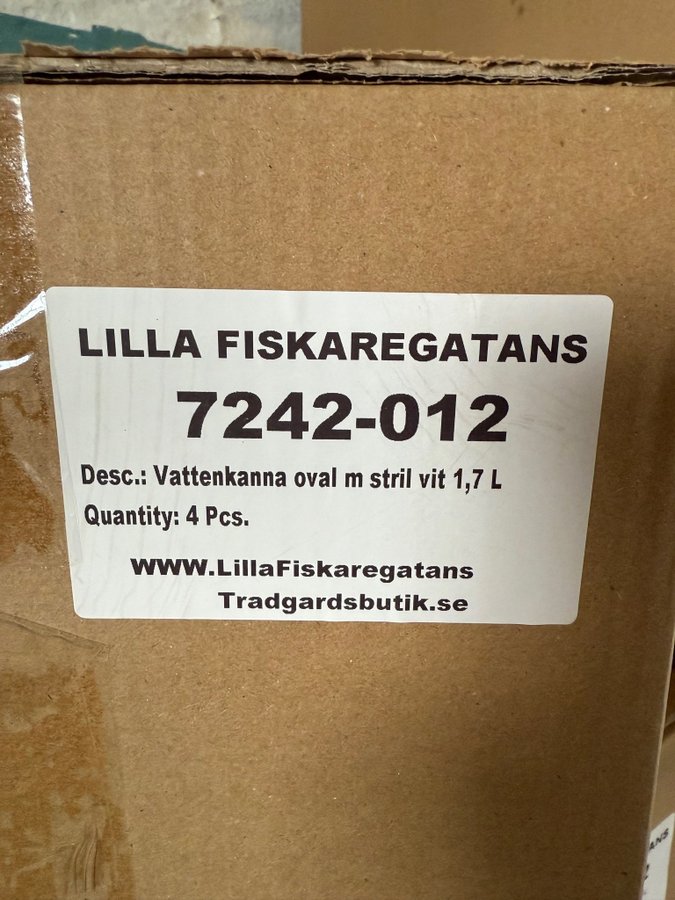 LILLA FISKAREGATANS
7242-012
Desc.: Vattenkanna oval m stril vit 1,7 L
Quantity: 4 Pcs.
WWW.LillaFiskaregatans
Tradgardsbutik.se